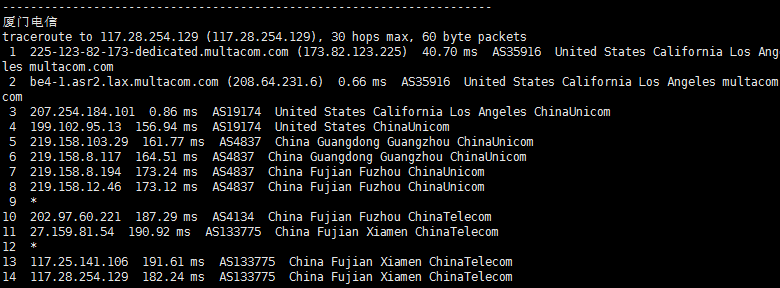 ----------------------------------------------------------------------
厦门电信
traceroute to 117.28.254.129 (117.28.254.129), 30 hops max, 60 byte packets
 1  225-123-82-173-dedicated.multacom.com (173.82.123.225)  40.70 ms  AS35916  United States California Los Ang
les multacom.com
 2  be4-1.asr2.lax.multacom.com (208.64.231.6)  0.66 ms  AS35916  United States California Los Angeles multacom
com
 3  207.254.184.101  0.86 ms  AS19174  United States California Los Angeles ChinaUnicom
 4  199.102.95.13  156.94 ms  AS19174  United States ChinaUnicom
 5  219.158.103.29  161.77 ms  AS4837  China Guangdong Guangzhou ChinaUnicom
 6  219.158.8.117  164.51 ms  AS4837  China Guangdong Guangzhou ChinaUnicom
 7  219.158.8.194  173.24 ms  AS4837  China Fujian Fuzhou ChinaUnicom
 8  219.158.12.46  173.12 ms  AS4837  China Fujian Fuzhou ChinaUnicom
 9  *
10  202.97.60.221  187.29 ms  AS4134  China Fujian Fuzhou ChinaTelecom
11  27.159.81.54  190.92 ms  AS133775  China Fujian Xiamen ChinaTelecom
12  *
13  117.25.141.106  191.61 ms  AS133775  China Fujian Xiamen ChinaTelecom
14  117.28.254.129  182.24 ms  AS133775  China Fujian Xiamen ChinaTelecom